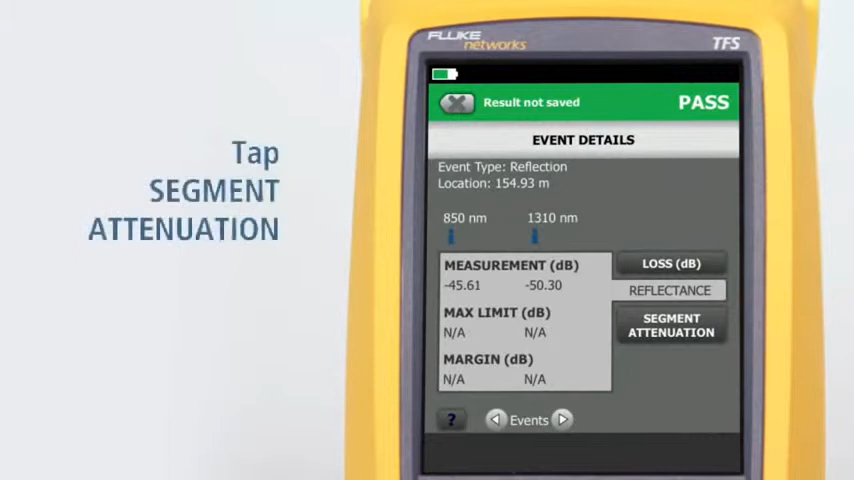 Tap
SEGMENT
ATTENUATION
FLUKE
networks
TFS
Result not saved
PASS
EVENT DETAILS
Event Type: Reflection
Location: 154.93 m
850 nm 1310 nm
MEASUREMENT (dB)
-45.61 -50.30
MAX LIMIT (dB)
N/A N/A
MARGIN (dB)
N/A N/A
LOSS (dB)
REFLECTANCE
SEGMENT
ATTENUATION
? Events